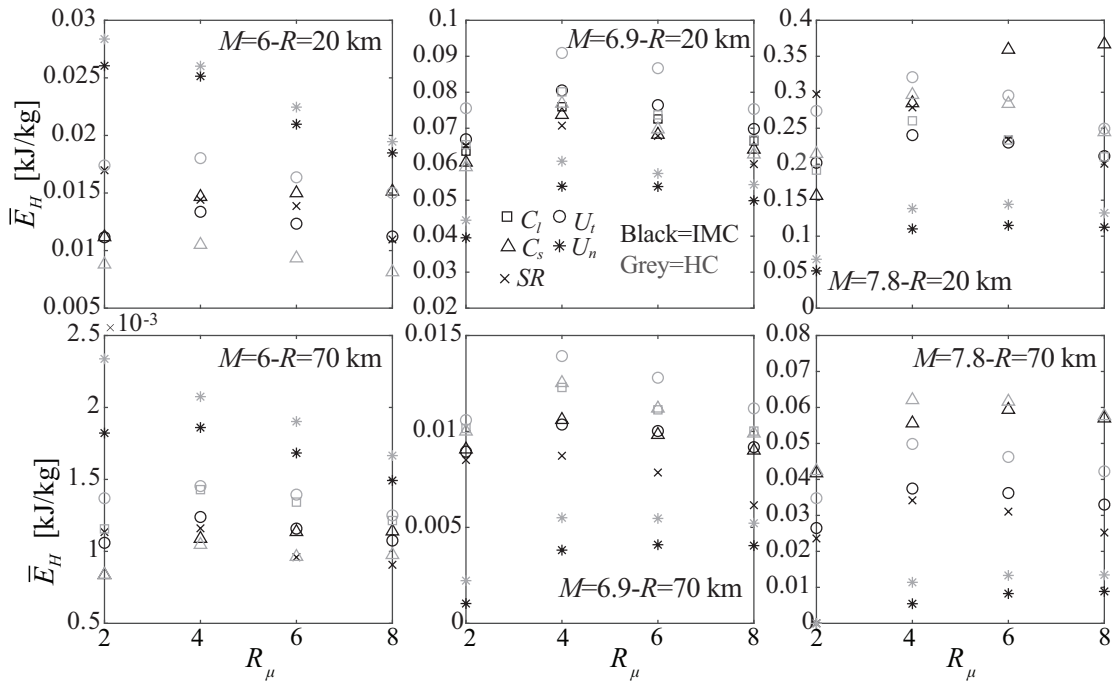 0.03
0.025
0.02
0.015
0.01
0.005
E̅_H [kJ/kg]
M=6-R=20 km
0.1
0.09
0.08
0.07
0.06
0.05
0.04
0.03
0.02
M=6.9-R=20 km
C_l U_t
C_s U_n
SR
Black=IMC
Grey=HC
0.4
0.35
0.3
0.25
0.2
0.15
0.1
0.05
0
M=7.8-R=20 km
× 10⁻³
2.5
2
1.5
1
0.5
E̅_H [kJ/kg]
M=6-R=70 km
2 4 6 8
R_μ
0.015
0.01
0.005
0
M=6.9-R=70 km
2 4 6 8
R_μ
0.08
0.07
0.06
0.05
0.04
0.03
0.02
0.01
0
M=7.8-R=70 km
2 4 6 8
R_μ